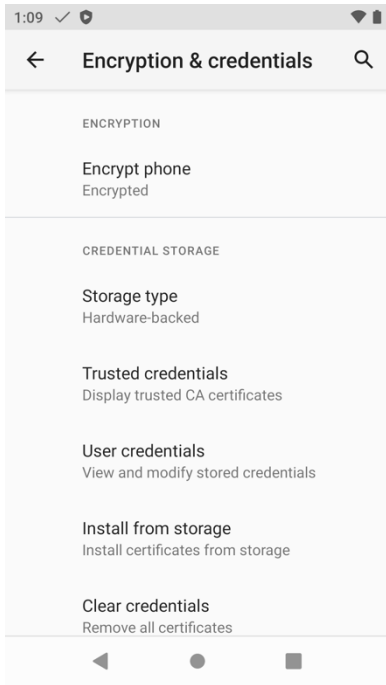 1:09
Encryption & credentials
ENCRYPTION
Encrypt phone
Encrypted
CREDENTIAL STORAGE
Storage type
Hardware-backed
Trusted credentials
Display trusted CA certificates
User credentials
View and modify stored credentials
Install from storage
Install certificates from storage
Clear credentials
Remove all certificates